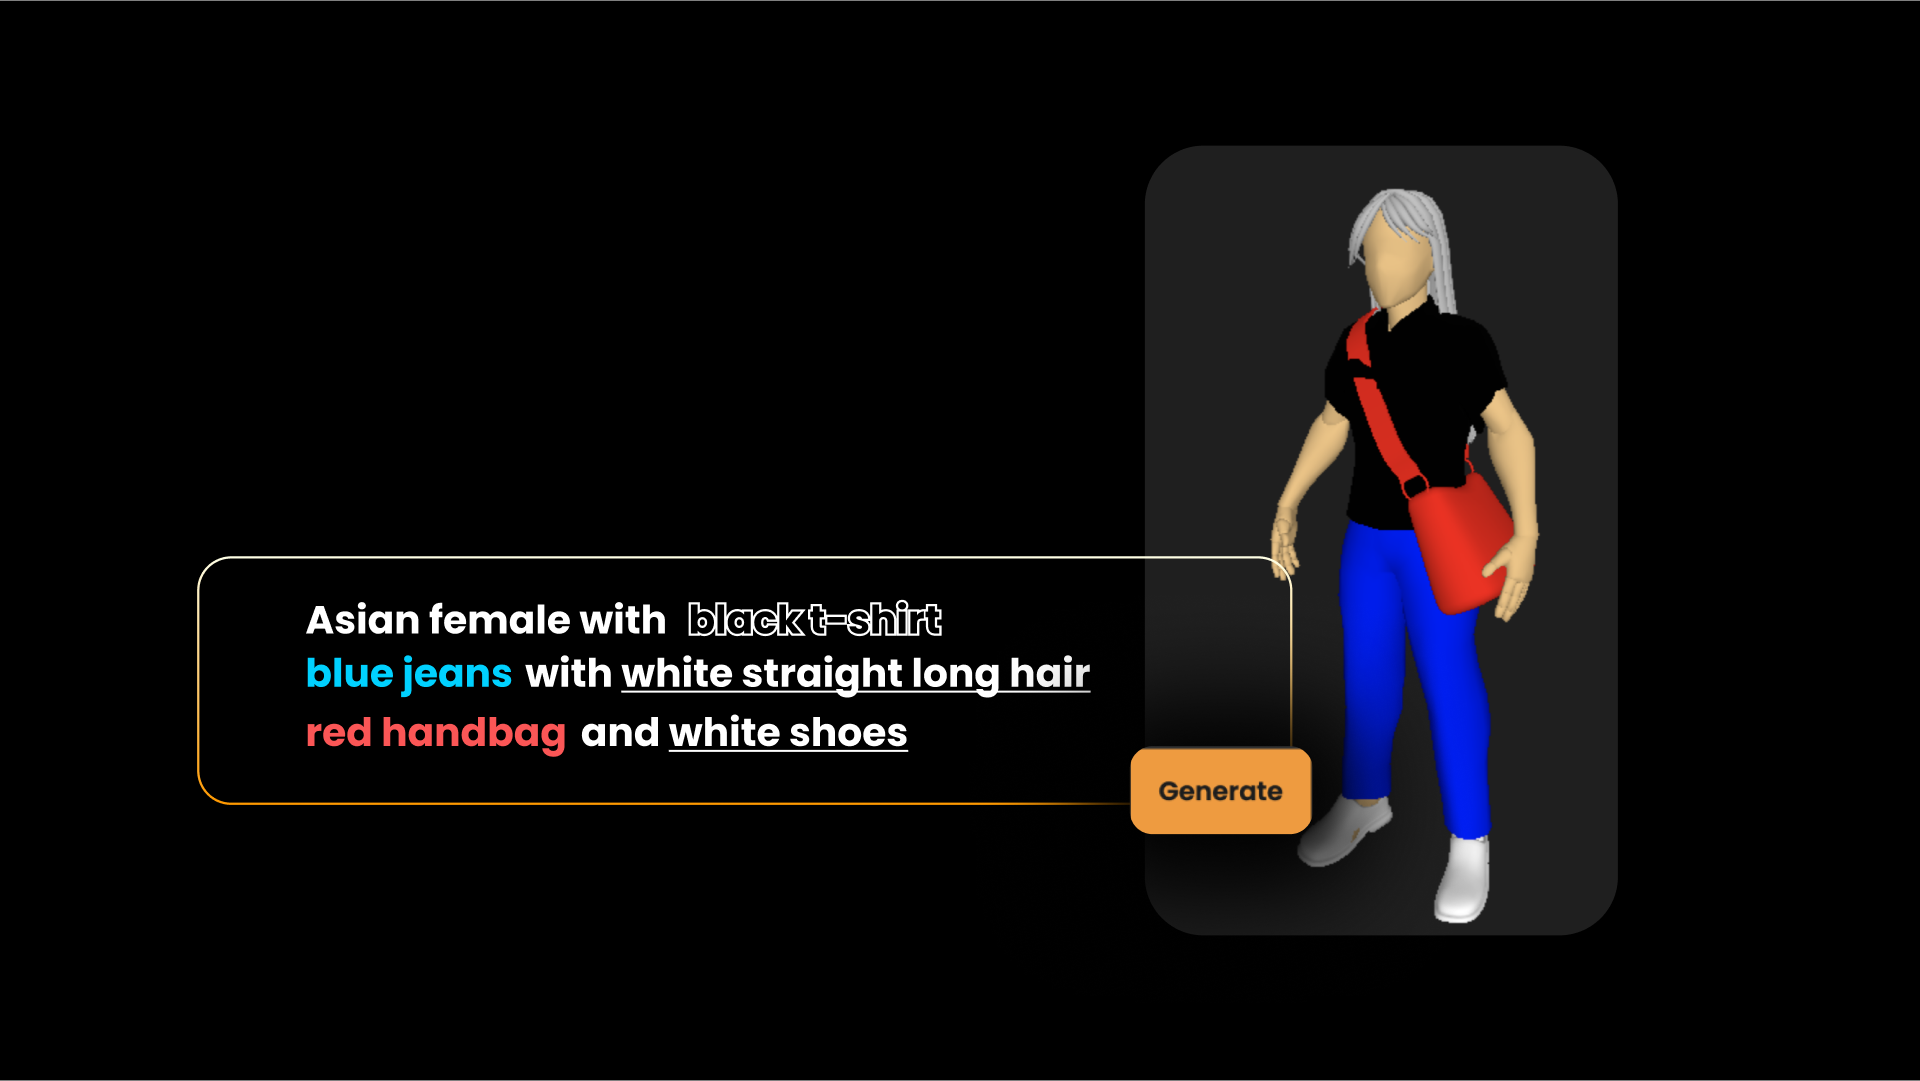 Asian female with black t-shirt
blue jeans with white straight long hair
red handbag and white shoes
Generate